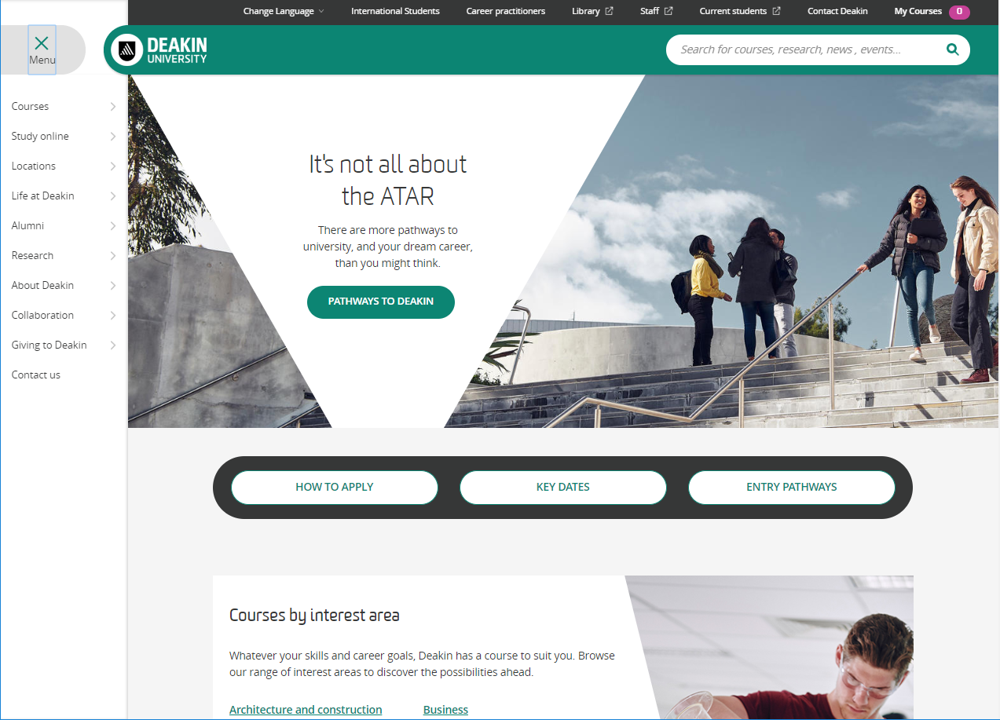 Change Language
International Students
Career practitioners
Library
Staff
Current students
Contact Deakin
My Courses
0
Menu
DEAKIN
UNIVERSITY
Search for courses, research, news , events...
Courses
Study online
Locations
Life at Deakin
Alumni
Research
About Deakin
Collaboration
Giving to Deakin
Contact us
It's not all about
the ATAR
There are more pathways to
university, and your dream career,
than you might think.
PATHWAYS TO DEAKIN
HOW TO APPLY
KEY DATES
ENTRY PATHWAYS
Courses by interest area
Whatever your skills and career goals, Deakin has a course to suit you. Browse
our range of interest areas to discover the possibilities ahead.
Architecture and construction
Business